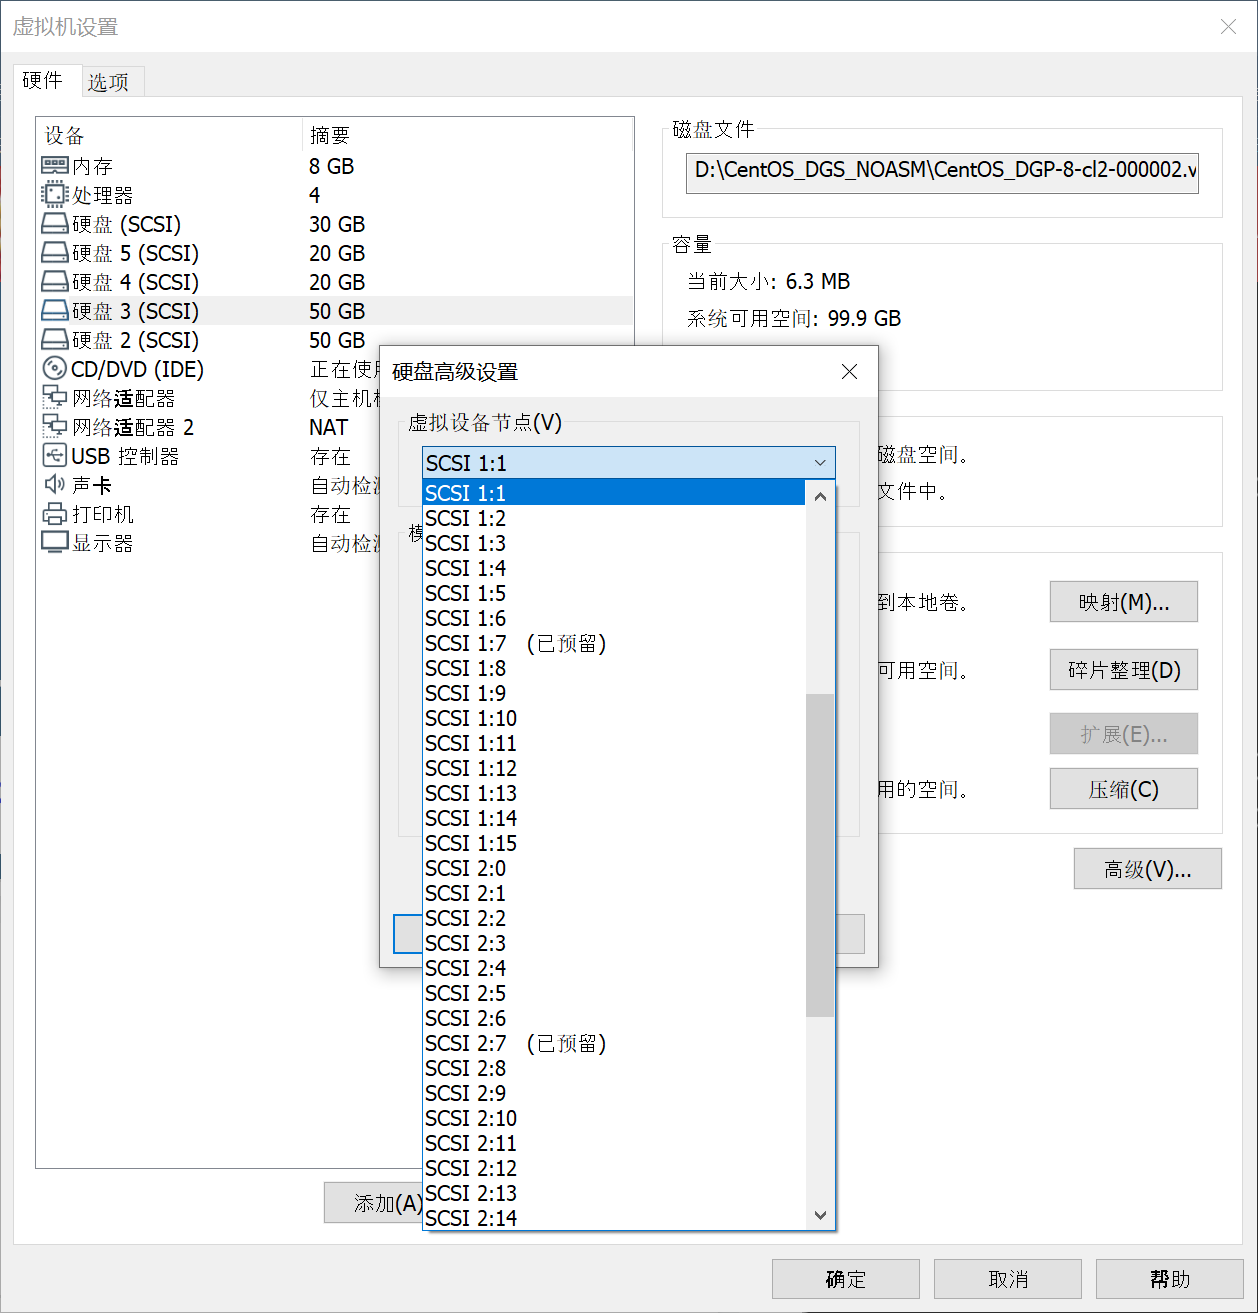 虚拟机设置
硬件
选项
设备
摘要
内存
8 GB
处理器
4
硬盘 (SCSI)
30 GB
硬盘 5 (SCSI)
20 GB
硬盘 4 (SCSI)
20 GB
硬盘 3 (SCSI)
50 GB
硬盘 2 (SCSI)
50 GB
CD/DVD (IDE)
正在使
网络适配器
仅主机
网络适配器 2
NAT
USB 控制器
存在
声卡
自动检
打印机
存在
显示器
自动检
添加(A)
磁盘文件
D:\CentOS_DGS_NOASM\CentOS_DGP-8-cl2-000002.v
容量
当前大小: 6.3 MB
系统可用空间: 99.9 GB
磁盘空间。
文件中。
到本地卷。
映射(M)...
可用空间。
碎片整理(D)
扩展(E)...
用的空间。
压缩(C)
高级(V)...
硬盘高级设置
虚拟设备节点(V)
SCSI 1:1
SCSI 1:1
SCSI 1:2
SCSI 1:3
SCSI 1:4
SCSI 1:5
SCSI 1:6
SCSI 1:7 (已预留)
SCSI 1:8
SCSI 1:9
SCSI 1:10
SCSI 1:11
SCSI 1:12
SCSI 1:13
SCSI 1:14
SCSI 1:15
SCSI 2:0
SCSI 2:1
SCSI 2:2
SCSI 2:3
SCSI 2:4
SCSI 2:5
SCSI 2:6
SCSI 2:7 (已预留)
SCSI 2:8
SCSI 2:9
SCSI 2:10
SCSI 2:11
SCSI 2:12
SCSI 2:13
SCSI 2:14
确定
取消
帮助